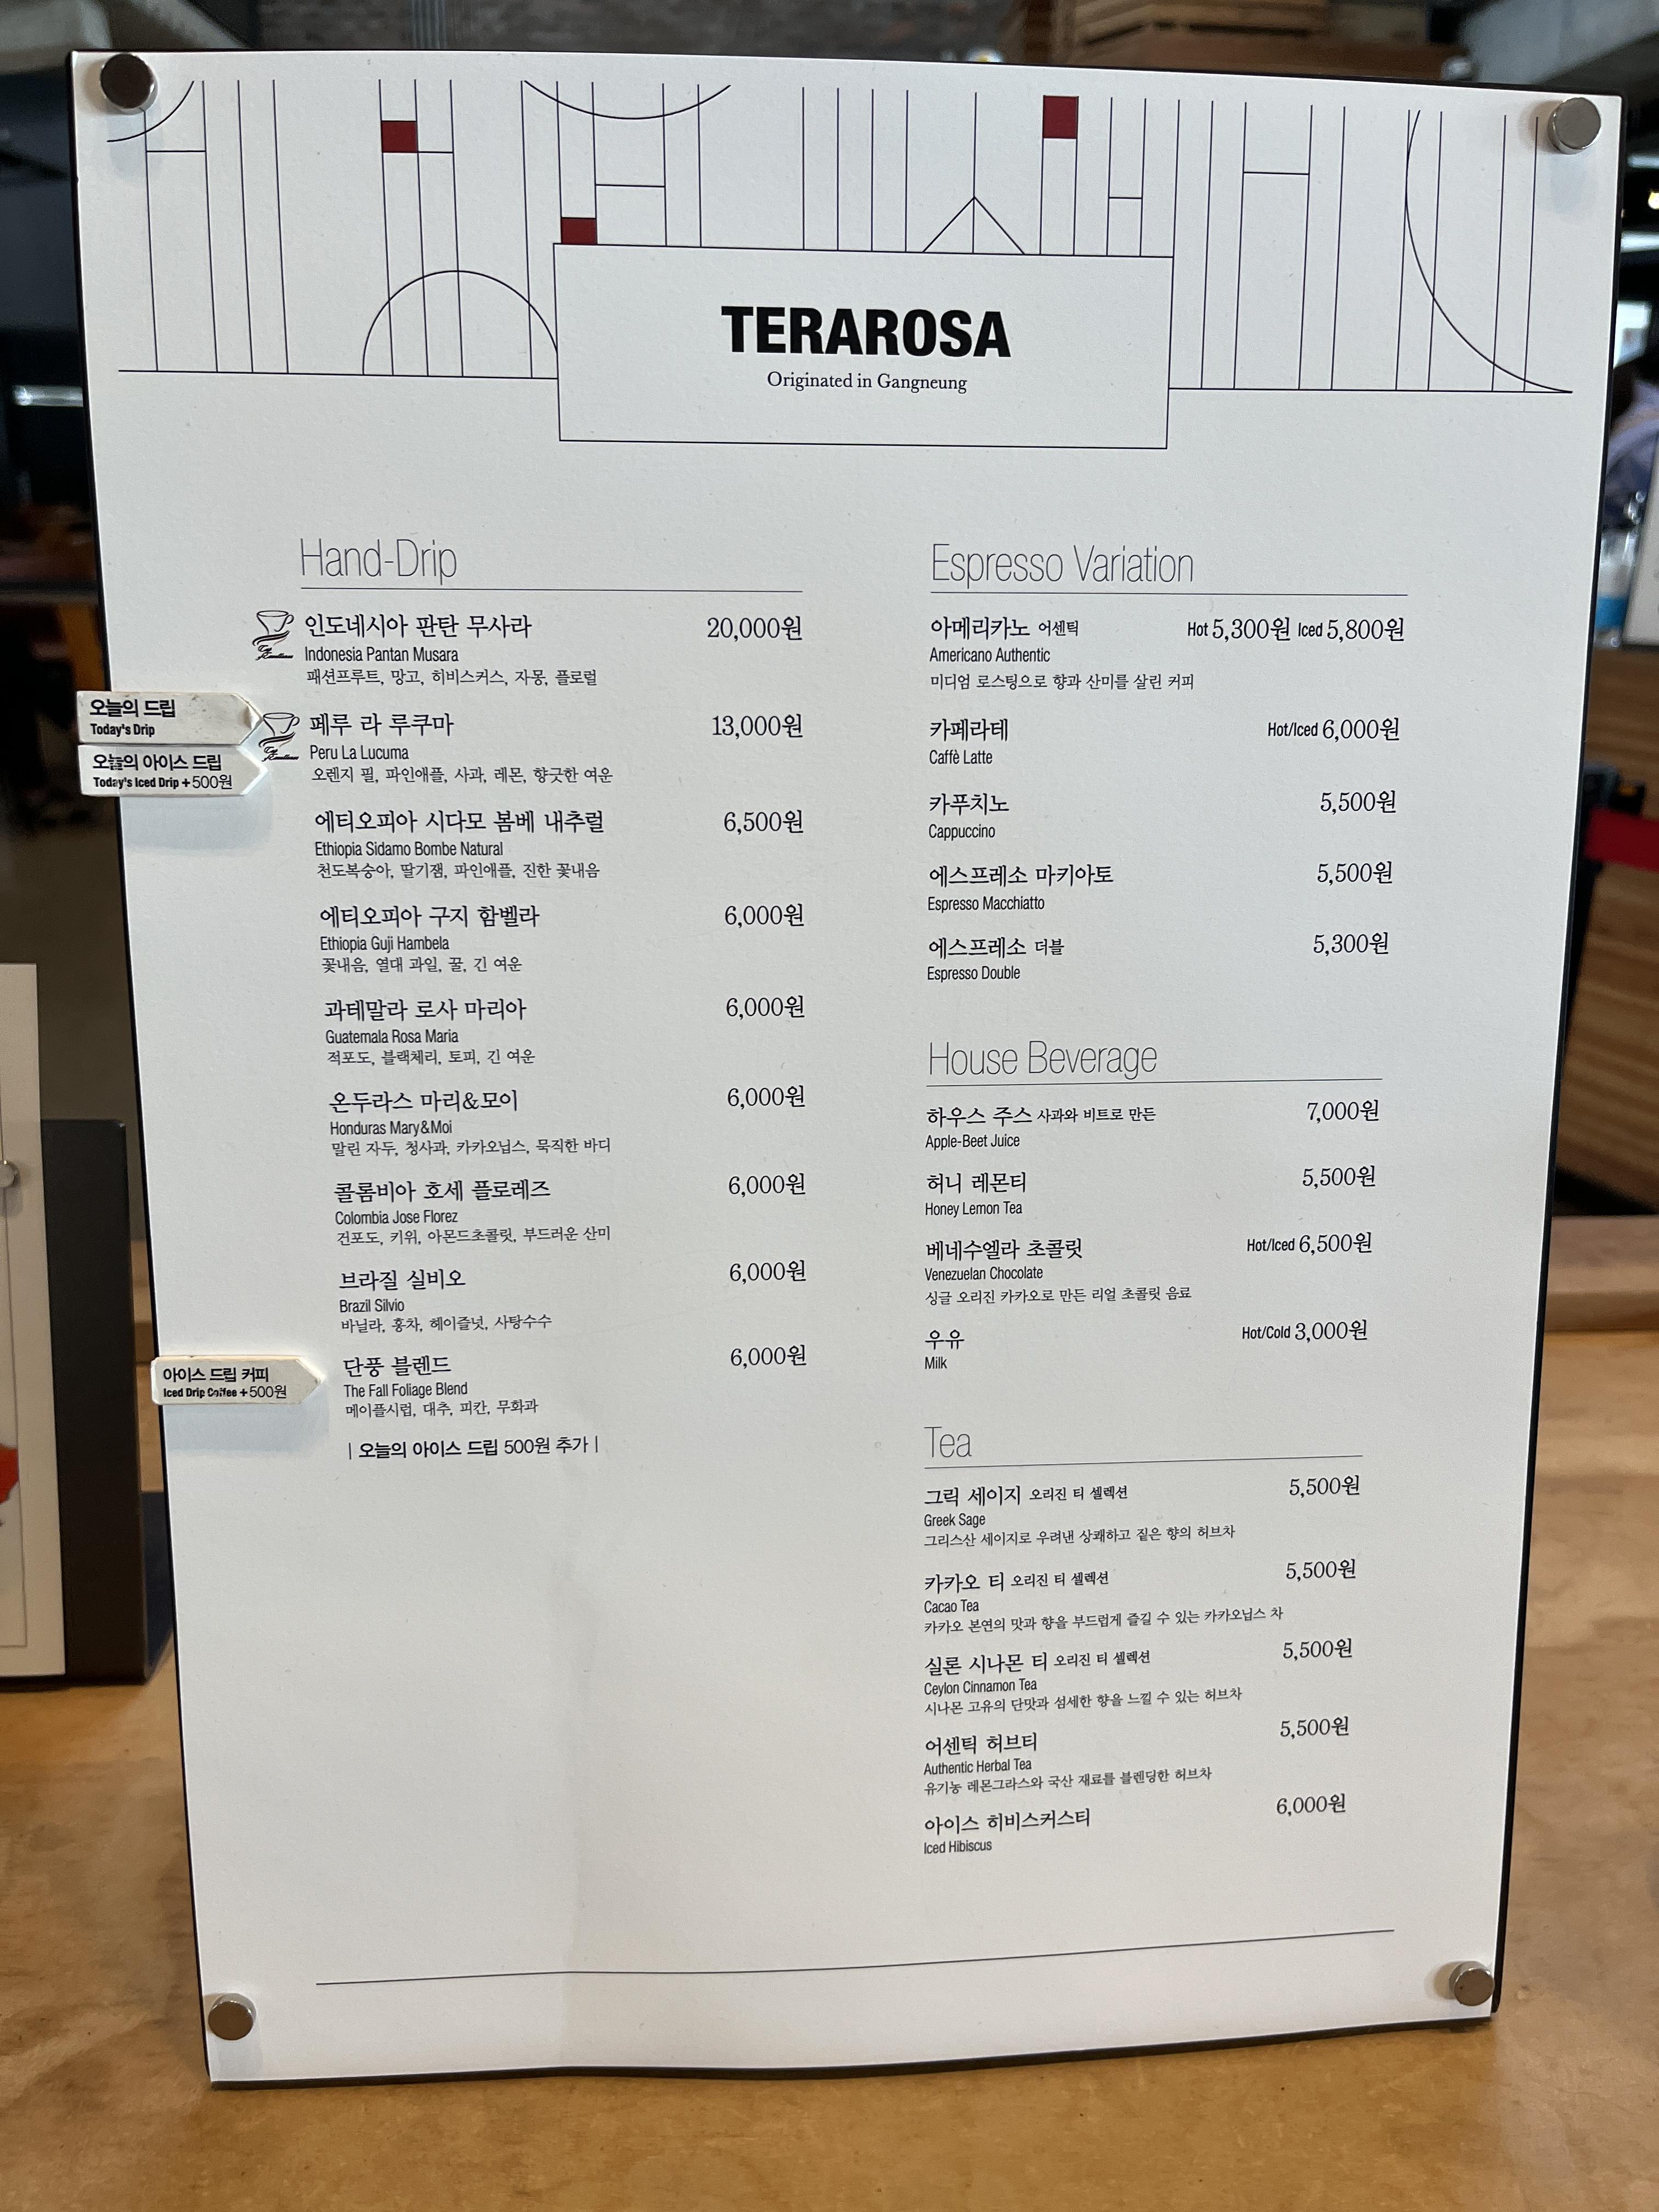 TERAROSA
Originated in Gangneung
Hand-Drip
인도네시아 판탄 무사라 20,000원
Indonesia Pantan Musara
패션프루트, 망고, 히비스커스, 자몽, 플로럴
오늘의 드립
Today's Drip
오늘의 아이스 드립
Today's Iced Drip +500원
페루 라 루쿠마 13,000원
Peru La Lucuma
오렌지 필, 파인애플, 사과, 레몬, 향긋한 여운
에티오피아 시다모 봄베 내추럴 6,500원
Ethiopia Sidamo Bombe Natural
천도복숭아, 딸기잼, 파인애플, 진한 꽃내음
에티오피아 구지 함벨라 6,000원
Ethiopia Guji Hambela
꽃내음, 열대 과일, 꿀, 긴 여운
과테말라 로사 마리아 6,000원
Guatemala Rosa Maria
적포도, 블랙체리, 토피, 긴 여운
온두라스 마리&모이 6,000원
Honduras Mary&Moi
말린 자두, 청사과, 카카오닙스, 묵직한 바디
콜롬비아 호세 플로레즈 6,000원
Colombia Jose Florez
건포도, 키위, 아몬드초콜릿, 부드러운 산미
브라질 실비오 6,000원
Brazil Silvio
바닐라, 홍차, 헤이즐넛, 사탕수수
아이스 드립 커피
Iced Drip Coffee +500원
단풍 블렌드 6,000원
The Fall Foliage Blend
메이플시럽, 대추, 피칸, 무화과
| 오늘의 아이스 드립 500원 추가 |
Espresso Variation
아메리카노 어센틱 Hot 5,300원 Iced 5,800원
Americano Authentic
미디엄 로스팅으로 향과 산미를 살린 커피
카페라테 Hot/Iced 6,000원
Caffè Latte
카푸치노 5,500원
Cappuccino
에스프레소 마키아토 5,500원
Espresso Macchiatto
에스프레소 더블 5,300원
Espresso Double
House Beverage
하우스 주스 사과와 비트로 만든 7,000원
Apple-Beet Juice
허니 레몬티 5,500원
Honey Lemon Tea
베네수엘라 초콜릿 Hot/Iced 6,500원
Venezuelan Chocolate
싱글 오리진 카카오로 만든 리얼 초콜릿 음료
우유 Hot/Cold 3,000원
Milk
Tea
그릭 세이지 오리진 티 셀렉션 5,500원
Greek Sage
그리스산 세이지로 우려낸 상쾌하고 짙은 향의 허브차
카카오 티 오리진 티 셀렉션 5,500원
Cacao Tea
카카오 본연의 맛과 향을 부드럽게 즐길 수 있는 카카오닙스 차
실론 시나몬 티 오리진 티 셀렉션 5,500원
Ceylon Cinnamon Tea
시나몬 고유의 단맛과 섬세한 향을 느낄 수 있는 허브차
어센틱 허브티 5,500원
Authentic Herbal Tea
유기농 레몬그라스와 국산 재료를 블렌딩한 허브차
아이스 히비스커스티 6,000원
Iced Hibiscus